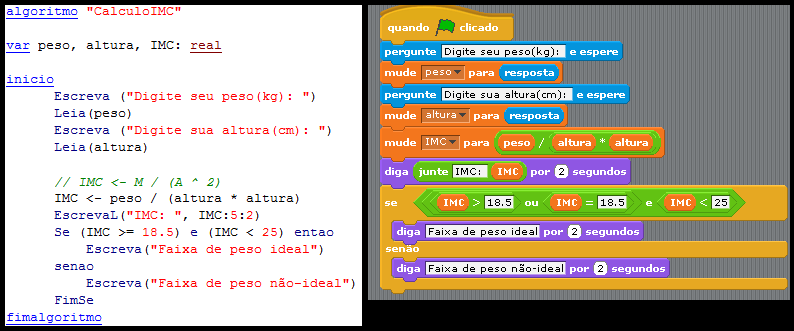 algoritmo "CalculoIMC"
var peso, altura, IMC: real
inicio
Escreva ("Digite seu peso(kg): ")
Leia(peso)
Escreva ("Digite sua altura(cm): ")
Leia(altura)
// IMC <- M / (A ^ 2)
IMC <- peso / (altura * altura)
EscrevaL("IMC: ", IMC:5:2)
Se (IMC >= 18.5) e (IMC < 25) entao
Escreva("Faixa de peso ideal")
senao
Escreva("Faixa de peso não-ideal")
FimSe
fimalgoritmo
quando clicado
pergunte Digite seu peso(kg): e espere
mude peso para resposta
pergunte Digite sua altura(cm): e espere
mude altura para resposta
mude IMC para peso / altura * altura
diga junte IMC: IMC por 2 segundos
se IMC > 18.5 ou IMC = 18.5 e IMC < 25
diga Faixa de peso ideal por 2 segundos
senão
diga Faixa de peso não-ideal por 2 segundos